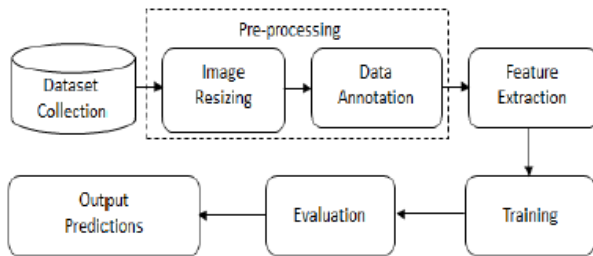 Pre-processing
Dataset
Collection
Image
Resizing
Data
Annotation
Feature
Extraction
Output
Predictions
Evaluation
Training